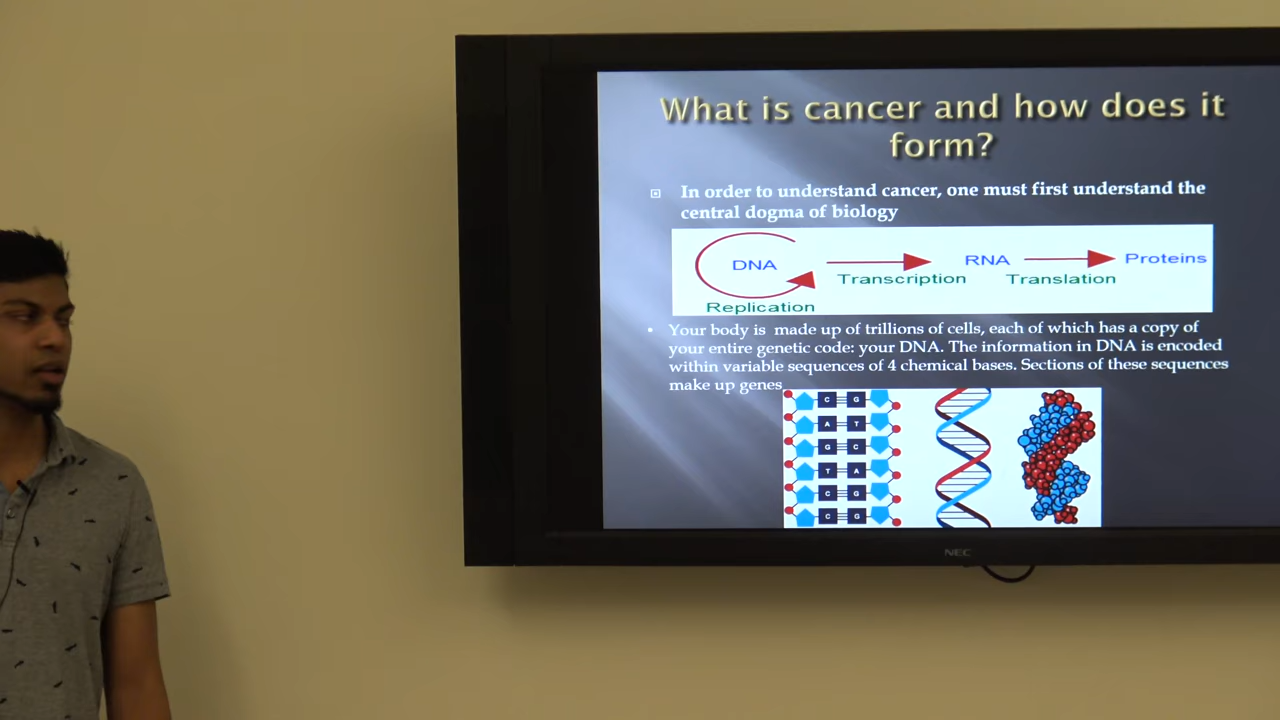 What is cancer and how does it
form?
In order to understand cancer, one must first understand the
central dogma of biology
DNA
RNA
Proteins
Transcription
Translation
Replication
Your body is made up of trillions of cells, each of which has a copy of
your entire genetic code: your DNA. The information in DNA is encoded
within variable sequences of 4 chemical bases. Sections of these sequences
make up genes
C G
A T
G C
T A
C G
C G
NEC